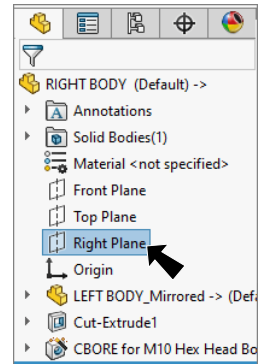 RIGHT BODY (Default) ->
Annotations
Solid Bodies(1)
Material <not specified>
Front Plane
Top Plane
Right Plane
Origin
LEFT BODY_Mirrored -> (Defa
Cut-Extrude1
CBORE for M10 Hex Head Bo